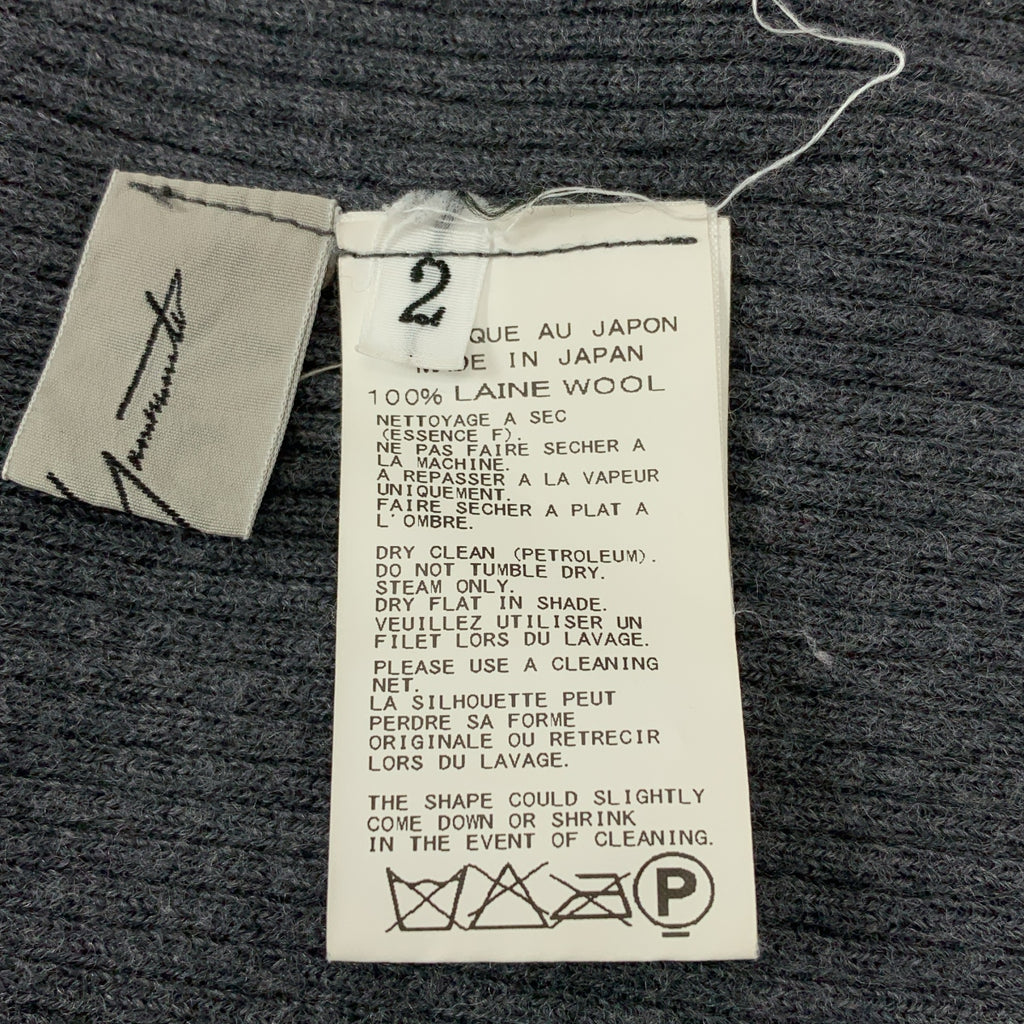 Yamamoto
2
QUE AU JAPON
MADE IN JAPAN
100% LAINE WOOL
NETTOYAGE A SEC
(ESSENCE F).
NE PAS FAIRE SECHER A
LA MACHINE.
A REPASSER A LA VAPEUR
UNIQUEMENT.
FAIRE SECHER A PLAT A
L'OMBRE.
DRY CLEAN (PETROLEUM).
DO NOT TUMBLE DRY.
STEAM ONLY.
DRY FLAT IN SHADE.
VEUILLEZ UTILISER UN
FILET LORS DU LAVAGE.
PLEASE USE A CLEANING
NET.
LA SILHOUETTE PEUT
PERDRE SA FORME
ORIGINALE OU RETRECIR
LORS DU LAVAGE.
THE SHAPE COULD SLIGHTLY
COME DOWN OR SHRINK
IN THE EVENT OF CLEANING.
P